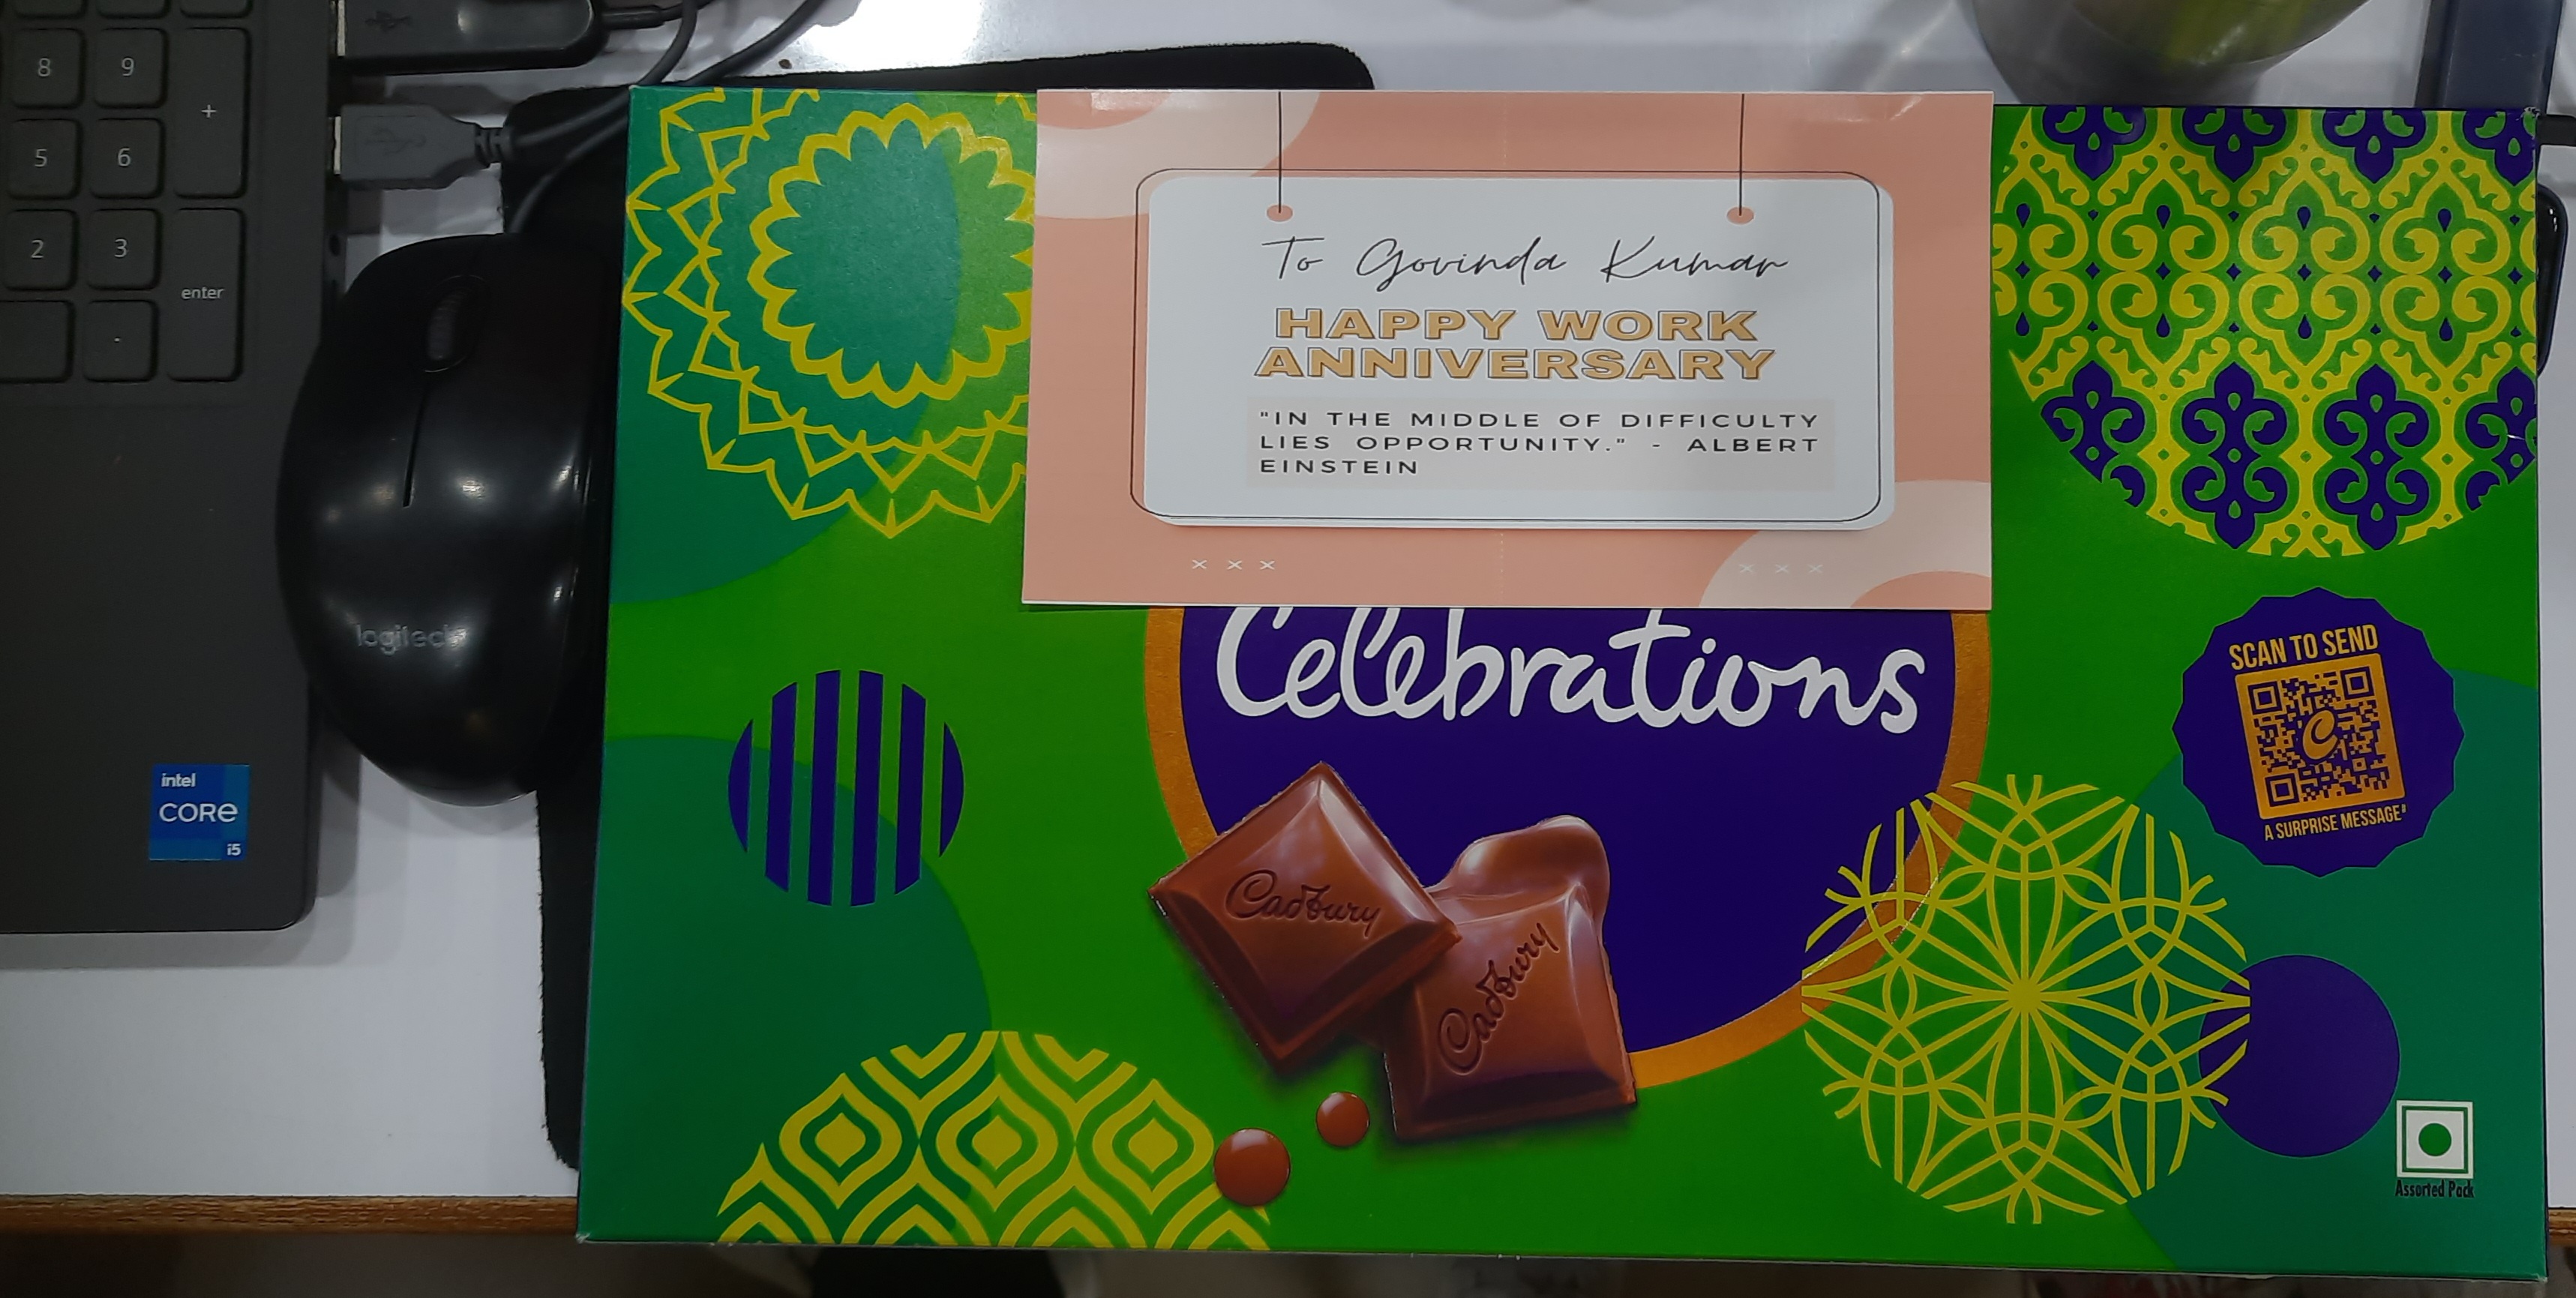 8
9
+
5
6
2
3
enter
.
logitech
intel
CORE
i5
To Govinda Kumar
HAPPY WORK
ANNIVERSARY
"IN THE MIDDLE OF DIFFICULTY
LIES OPPORTUNITY." - ALBERT
EINSTEIN
x x x
x x x
Celebrations
SCAN TO SEND
C
A SURPRISE MESSAGE*
Cadbury
Cadbury
Assorted Pack